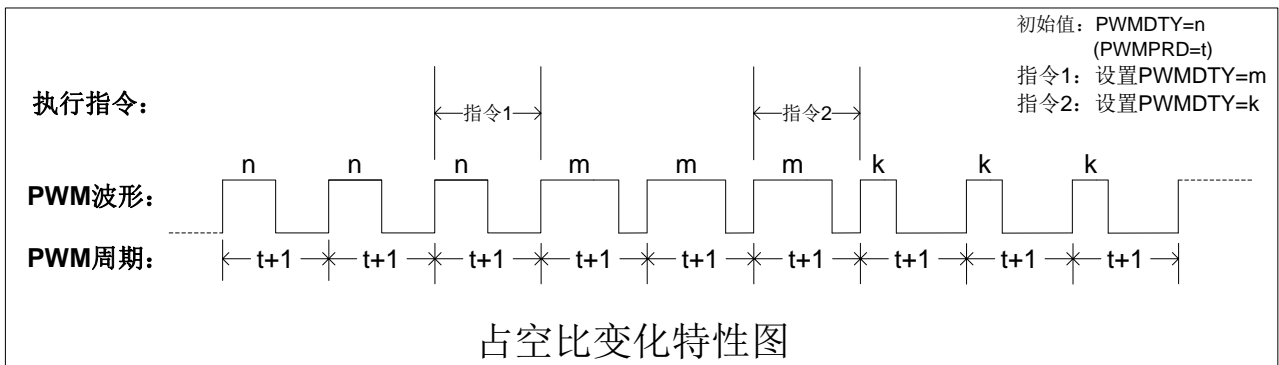 初始值：PWMDTY=n
(PWMPRD=t)
指令1：设置PWMDTY=m
指令2：设置PWMDTY=k
执行指令：
指令1
指令2
n n n m m m k k k
PWM波形：
PWM周期：
t+1 t+1 t+1 t+1 t+1 t+1 t+1 t+1 t+1
占空比变化特性图